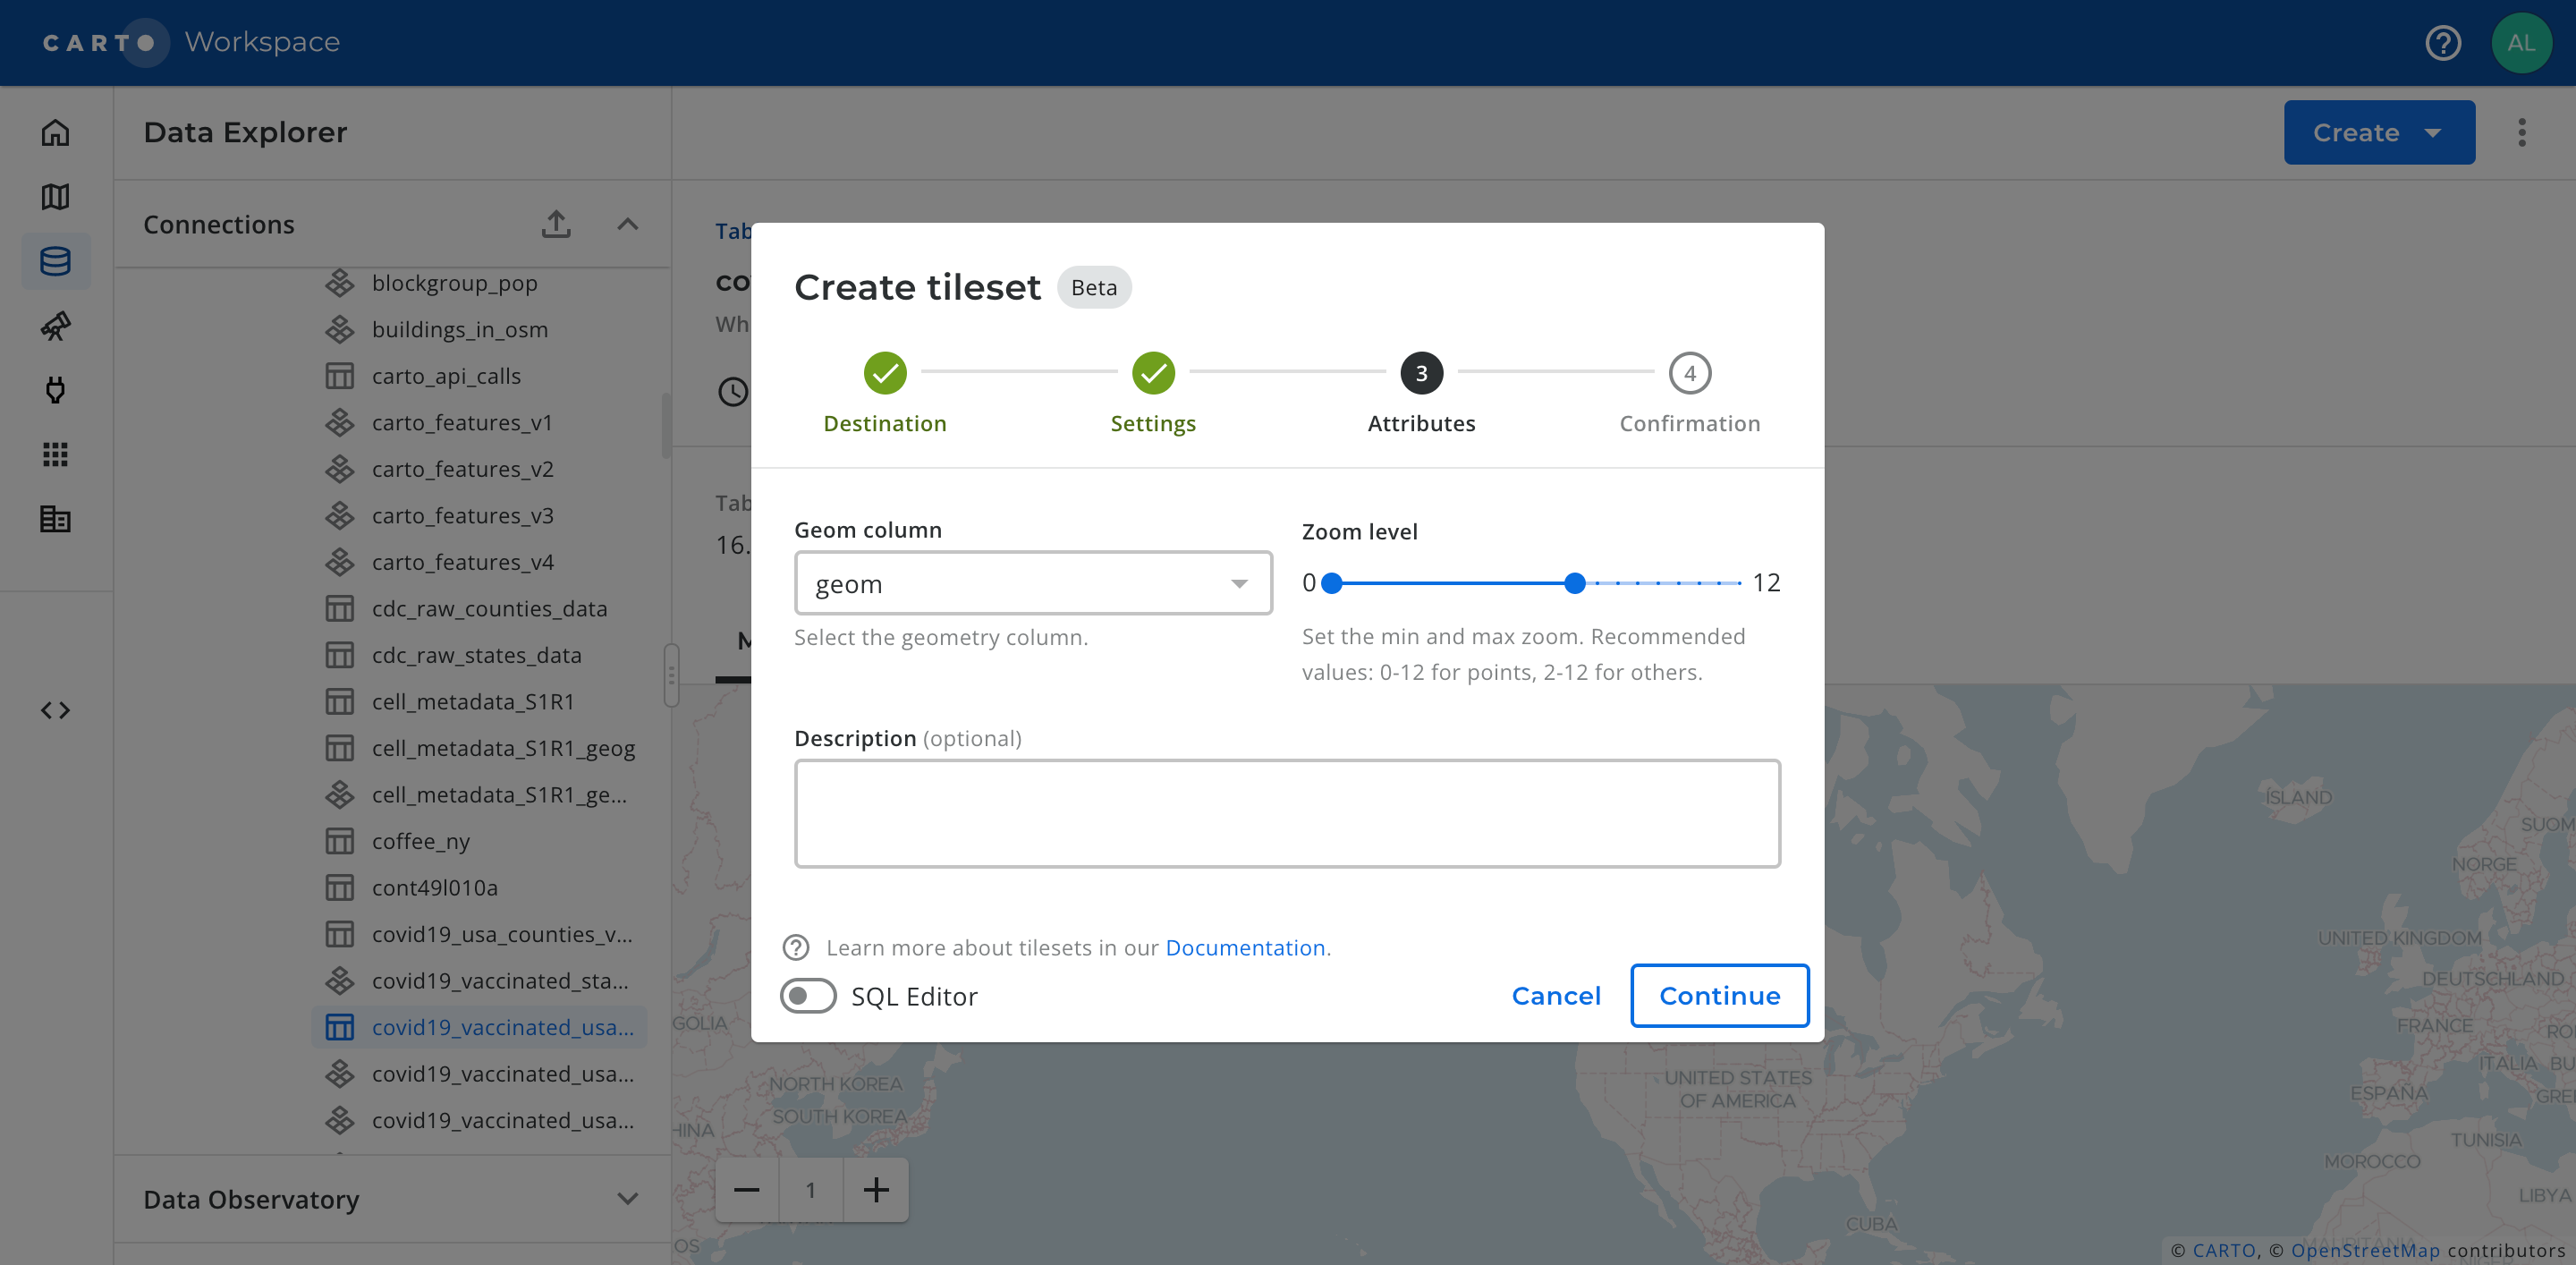 CARTO Workspace
AL
Data Explorer
Create
Connections
blockgroup_pop
buildings_in_osm
carto_api_calls
carto_features_v1
carto_features_v2
carto_features_v3
carto_features_v4
cdc_raw_counties_data
cdc_raw_states_data
cell_metadata_S1R1
cell_metadata_S1R1_geog
cell_metadata_S1R1_ge...
coffee_ny
cont49l010a
covid19_usa_counties_v...
covid19_vaccinated_sta...
covid19_vaccinated_usa...
covid19_vaccinated_usa...
covid19_vaccinated_usa...
Data Observatory
Tab
co
Wh
Tab
16.
M
Create tileset Beta
3
4
Destination
Settings
Attributes
Confirmation
Geom column
geom
Select the geometry column.
Zoom level
0
12
Set the min and max zoom. Recommended
values: 0-12 for points, 2-12 for others.
Description (optional)
Learn more about tilesets in our Documentation.
SQL Editor
Cancel
Continue
ÍSLAND
SUOM
NORGE
UNITED KINGDOM
DEUTSCHLAND
GOLIA
FRANCE
RO
ITALIA
BU
NORTH KOREA
UNITED STATES
OF AMERICA
ESPAÑA
GRE
SOUTH KOREA
HINA
TUNISIA
MOROCCO
1
LIBYA
CUBA
OS
MAURITANIA
© CARTO, © OpenStreetMap contributors